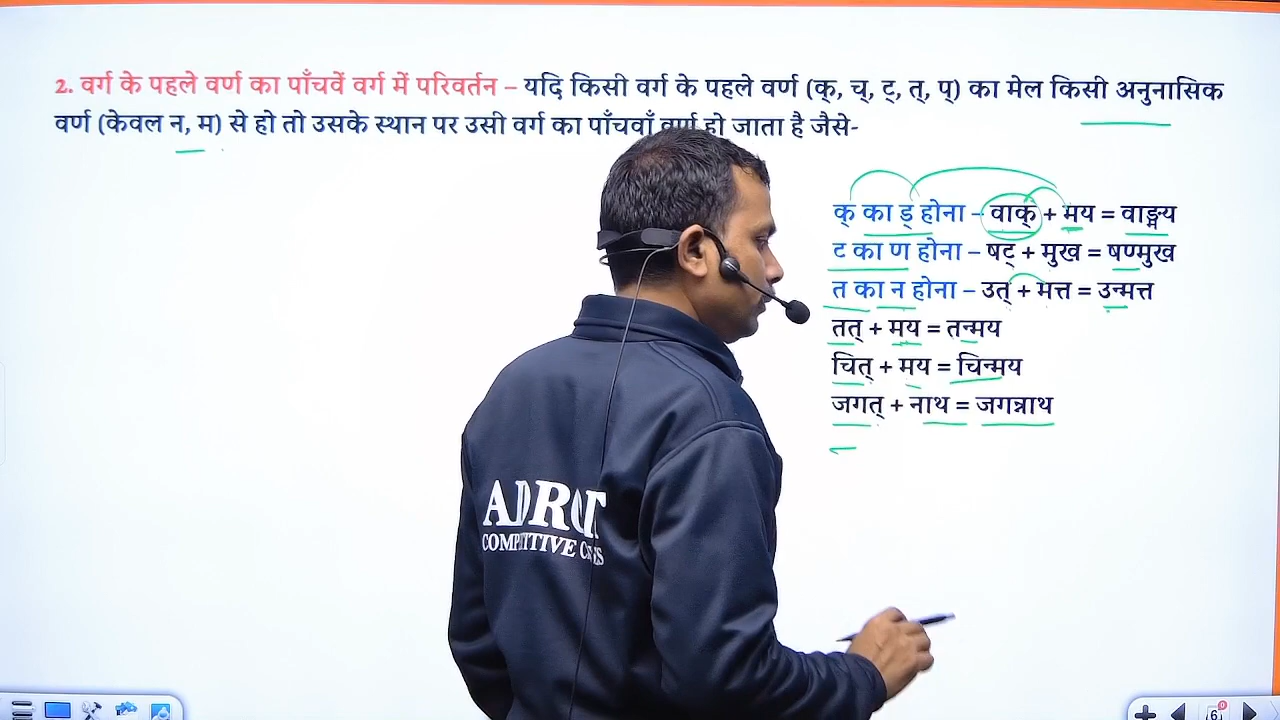 2. वर्ग के पहले वर्ण का पाँचवें वर्ग में परिवर्तन – यदि किसी वर्ग के पहले वर्ण (क्, च्, ट्, त्, प्) का मेल किसी अनुनासिक
वर्ण (केवल न, म) से हो तो उसके स्थान पर उसी वर्ग का पाँचवाँ वर्ण हो जाता है जैसे-
क् का ड् होना – वाक् + मय = वाङ्मय
ट का ण होना – षट् + मुख = षण्मुख
त का न होना – उत् + मत्त = उन्मत्त
तत् + मय = तन्मय
चित् + मय = चिन्मय
जगत् + नाथ = जगन्नाथ
COMPETITIVE
6
0